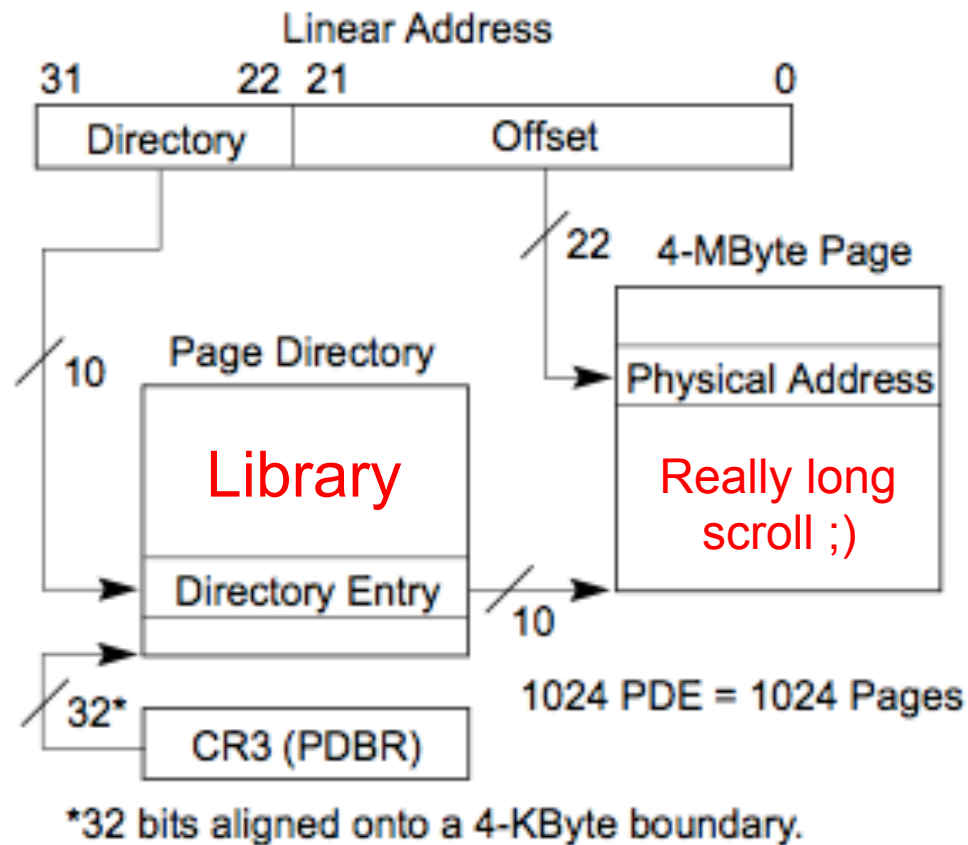 Linear Address
31 22 21 0
Directory Offset
22
4-MByte Page
10
Page Directory
Physical Address
Library
Really long
scroll ;)
Directory Entry
10
1024 PDE = 1024 Pages
32*
CR3 (PDBR)
*32 bits aligned onto a 4-KByte boundary.